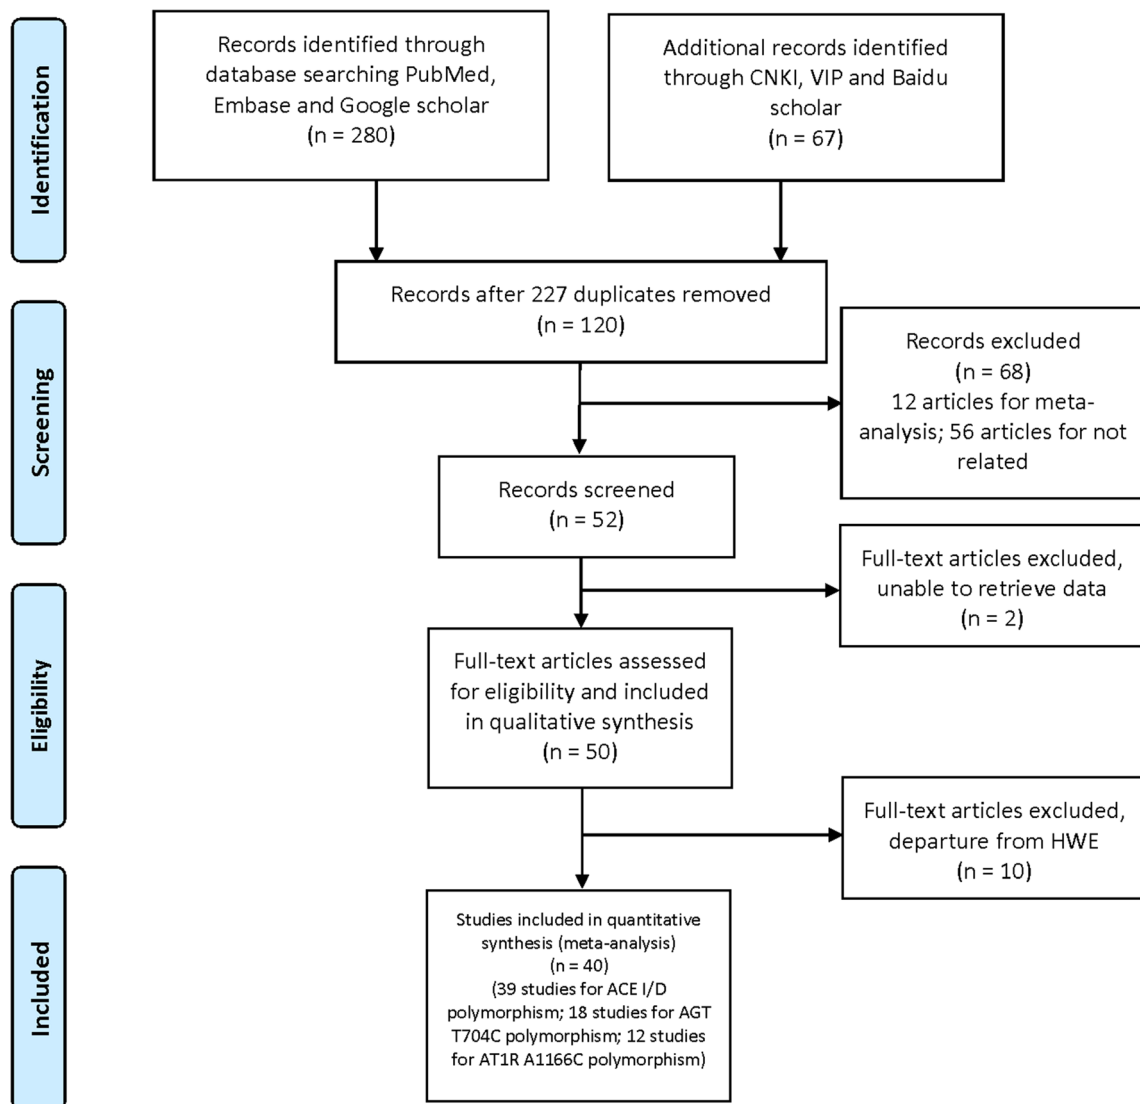 Identification
Records identified through
database searching PubMed,
Embase and Google scholar
(n = 280)
Additional records identified
through CNKI, VIP and Baidu
scholar
(n = 67)
Records after 227 duplicates removed
(n = 120)
Screening
Records excluded
(n = 68)
12 articles for meta-
analysis; 56 articles for not
related
Records screened
(n = 52)
Full-text articles excluded,
unable to retrieve data
(n = 2)
Eligibility
Full-text articles assessed
for eligibility and included
in qualitative synthesis
(n = 50)
Full-text articles excluded,
departure from HWE
(n = 10)
Included
Studies included in quantitative
synthesis (meta-analysis)
(n = 40)
(39 studies for ACE I/D
polymorphism; 18 studies for AGT
T704C polymorphism; 12 studies
for AT1R A1166C polymorphism)